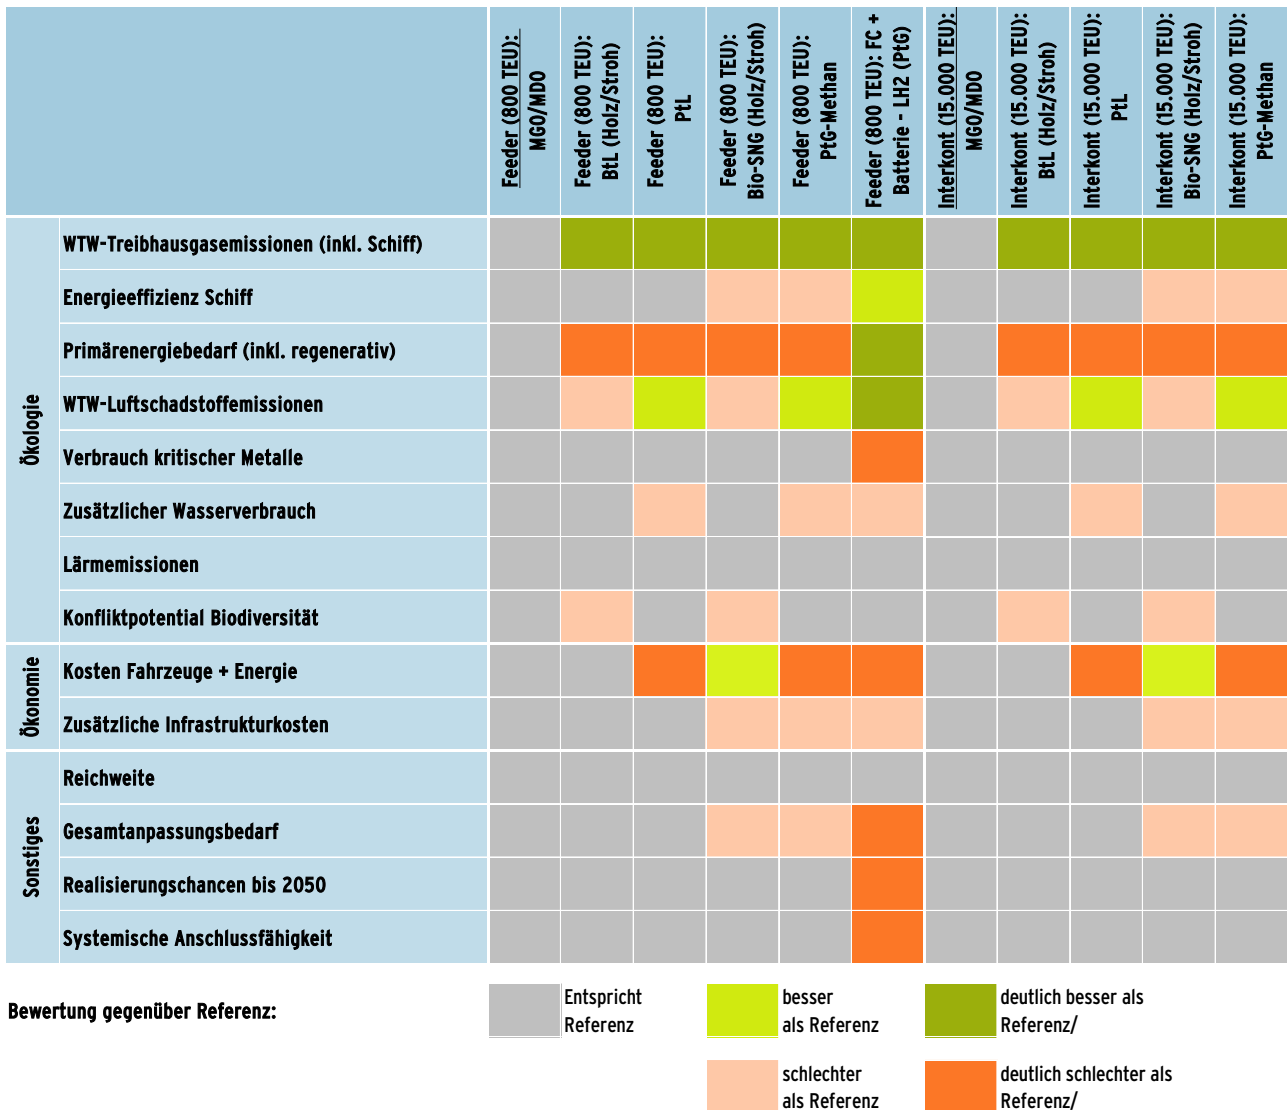 Feeder (800 TEU):
MGO/MDO
Feeder (800 TEU):
BtL (Holz/Stroh)
Feeder (800 TEU):
PtL
Feeder (800 TEU):
Bio-SNG (Holz/Stroh)
Feeder (800 TEU):
PtG-Methan
Feeder (800 TEU): FC +
Batterie - LH2 (PtG)
Interkont (15.000 TEU):
MGO/MDO
Interkont (15.000 TEU):
BtL (Holz/Stroh)
Interkont (15.000 TEU):
PtL
Interkont (15.000 TEU):
Bio-SNG (Holz/Stroh)
Interkont (15.000 TEU):
PtG-Methan
Ökologie
WTW-Treibhausgasemissionen (inkl. Schiff)
Energieeffizienz Schiff
Primärenergiebedarf (inkl. regenerativ)
WTW-Luftschadstoffemissionen
Verbrauch kritischer Metalle
Zusätzlicher Wasserverbrauch
Lärmemissionen
Konfliktpotential Biodiversität
Ökonomie
Kosten Fahrzeuge + Energie
Zusätzliche Infrastrukturkosten
Sonstiges
Reichweite
Gesamtanpassungsbedarf
Realisierungschancen bis 2050
Systemische Anschlussfähigkeit
Bewertung gegenüber Referenz:
Entspricht
Referenz
besser
als Referenz
deutlich besser als
Referenz/
schlechter
als Referenz
deutlich schlechter als
Referenz/